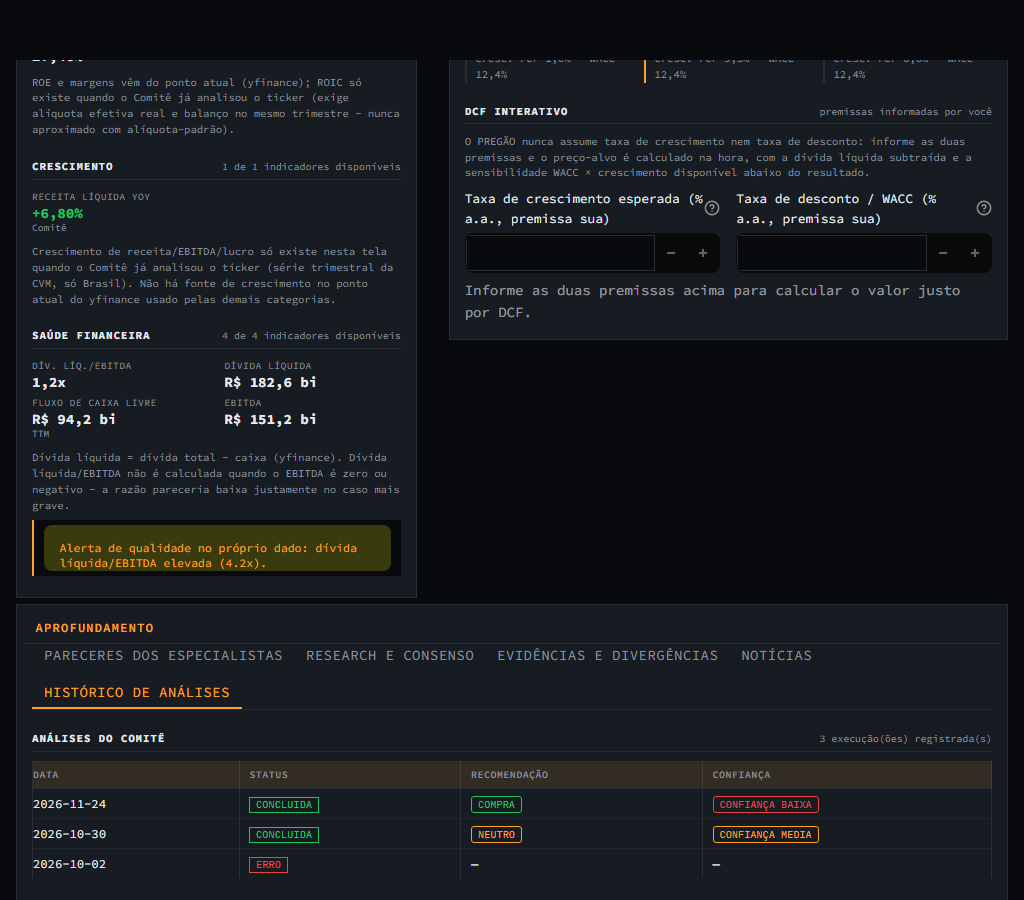 ROE e margens vêm do ponto atual (yfinance); ROIC só
existe quando o Comitê já analisou o ticker (exige
alíquota efetiva real e balanço no mesmo trimestre – nunca
aproximado com alíquota-padrão).
CRESCIMENTO
1 de 1 indicadores disponíveis
RECEITA LÍQUIDA YOY
+6,80%
Comitê
Crescimento de receita/EBITDA/lucro só existe nesta tela
quando o Comitê já analisou o ticker (série trimestral da
CVM, só Brasil). Não há fonte de crescimento no ponto
atual do yfinance usado pelas demais categorias.
SAÚDE FINANCEIRA
4 de 4 indicadores disponíveis
DÍV. LÍQ./EBITDA
DÍVIDA LÍQUIDA
1,2x
R$ 182,6 bi
FLUXO DE CAIXA LIVRE
EBITDA
R$ 94,2 bi
R$ 151,2 bi
TTM
Dívida líquida = dívida total – caixa (yfinance). Dívida
líquida/EBITDA não é calculada quando o EBITDA é zero ou
negativo – a razão pareceria baixa justamente no caso mais
grave.
Alerta de qualidade no próprio dado: dívida
líquida/EBITDA elevada (4.2x).
12,4%
12,4%
12,4%
DCF INTERATIVO
premissas informadas por você
O PREGÃO nunca assume taxa de crescimento nem taxa de desconto: informe as duas
premissas e o preço-alvo é calculado na hora, com a dívida líquida subtraída e a
sensibilidade WACC × crescimento disponível abaixo do resultado.
Taxa de crescimento esperada (%
a.a., premissa sua)
Taxa de desconto / WACC (%
a.a., premissa sua)
Informe as duas premissas acima para calcular o valor justo
por DCF.
APROFUNDAMENTO
PARECERES DOS ESPECIALISTAS
RESEARCH E CONSENSO
EVIDÊNCIAS E DIVERGÊNCIAS
NOTÍCIAS
HISTÓRICO DE ANÁLISES
ANÁLISES DO COMITÊ
3 execução(ões) registrada(s)
DATA
STATUS
RECOMENDAÇÃO
CONFIANÇA
2026-11-24
CONCLUIDA
COMPRA
CONFIANÇA BAIXA
2026-10-30
CONCLUIDA
NEUTRO
CONFIANÇA MEDIA
2026-10-02
ERRO
—
—